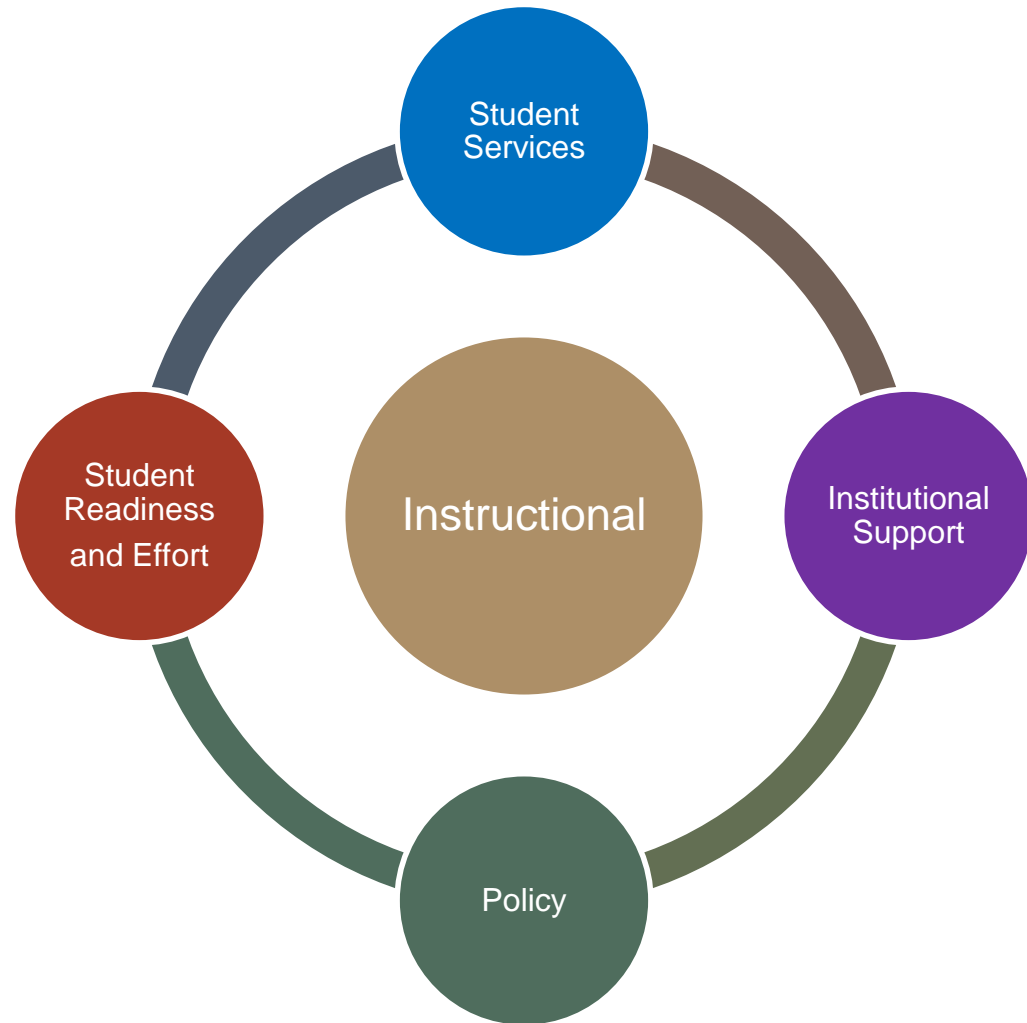 Student
Services
Student
Readiness
and Effort
Instructional
Institutional
Support
Policy